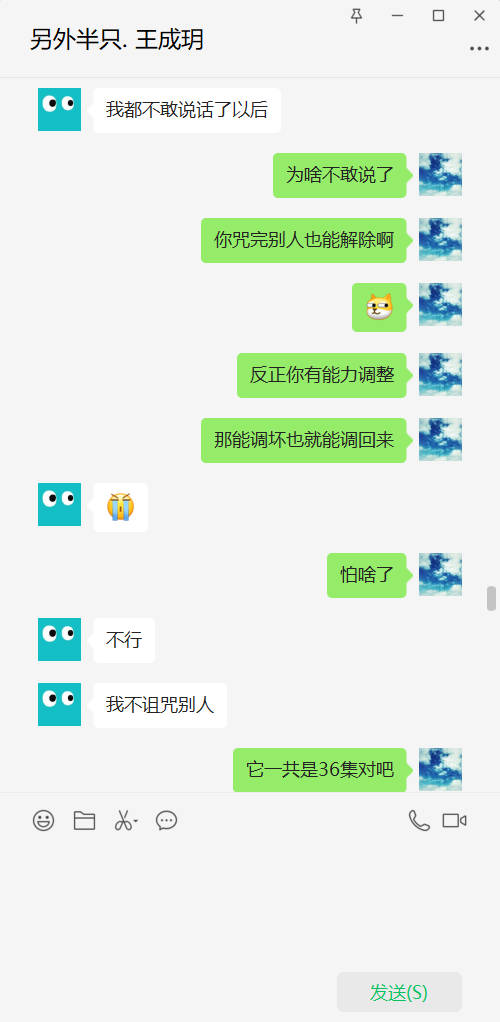 另外半只. 王成玥
我都不敢说话了以后
为啥不敢说了
你咒完别人也能解除啊
反正你有能力调整
那能调坏也就能调回来
怕啥了
不行
我不诅咒别人
它一共是36集对吧
发送(S)